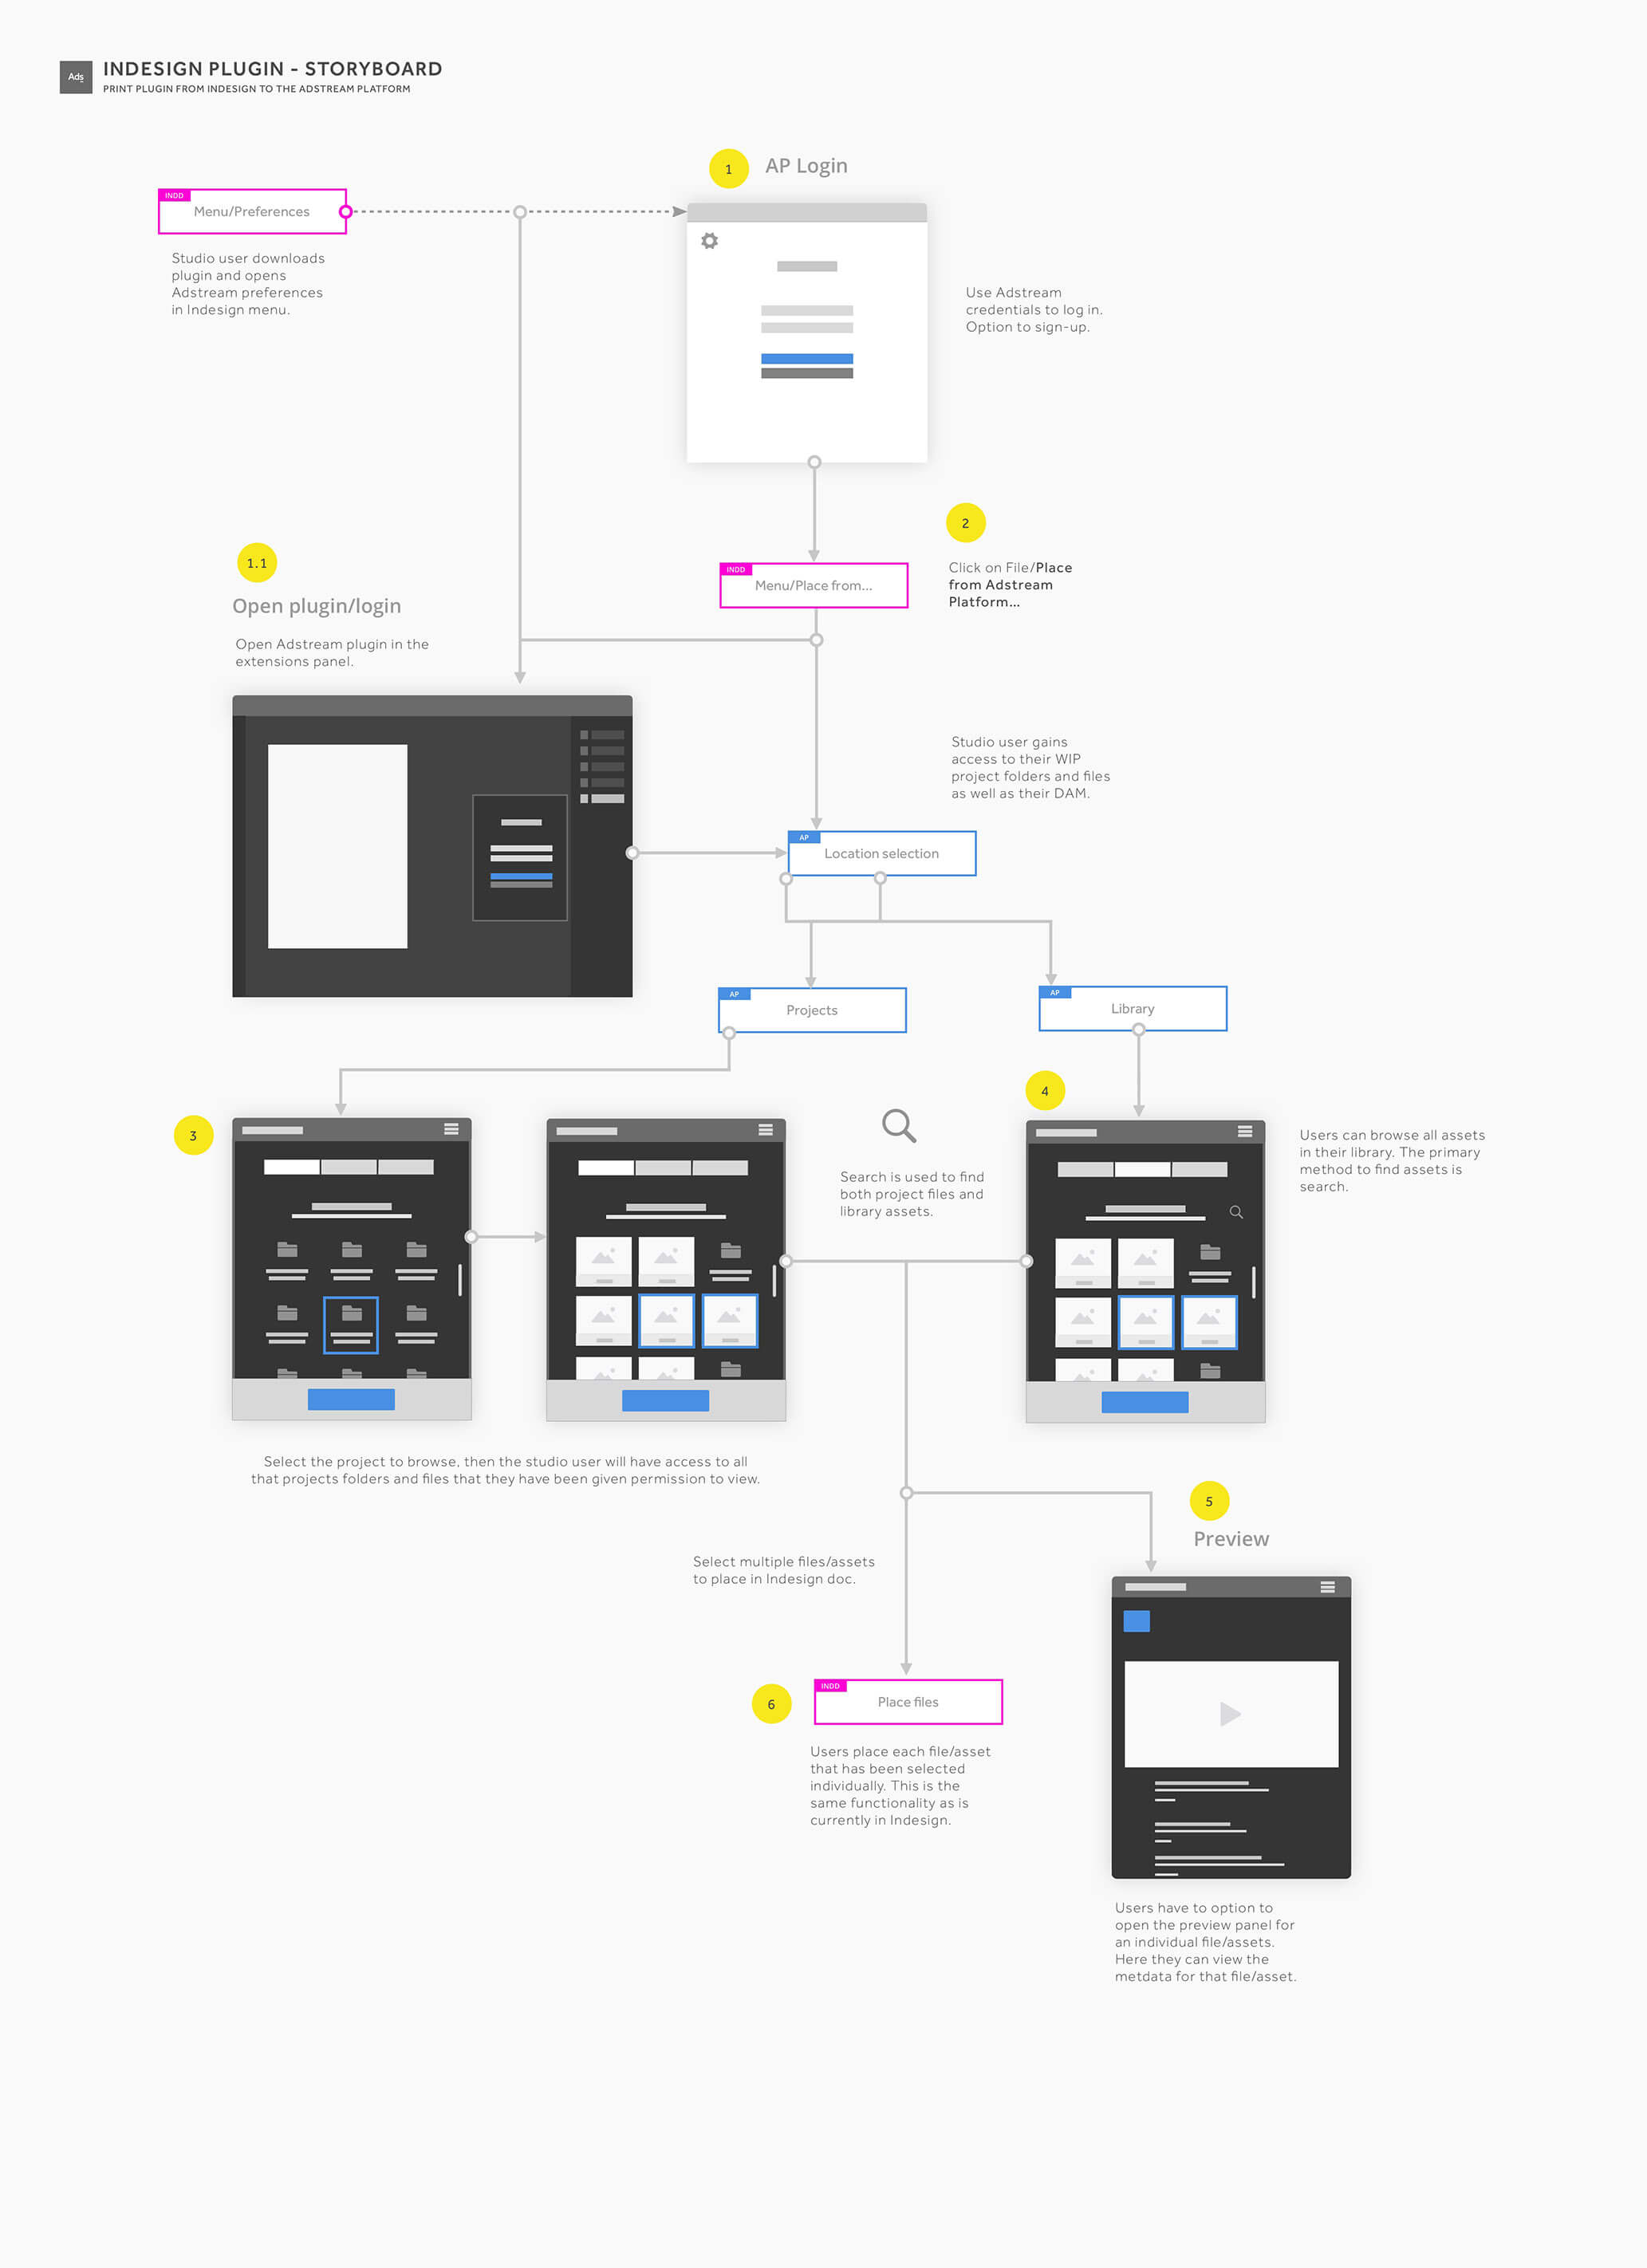 Ads
INDESIGN PLUGIN - STORYBOARD
PRINT PLUGIN FROM INDESIGN TO THE ADSTREAM PLATFORM
1
AP Login
INDD
Menu/Preferences
Studio user downloads
plugin and opens
Adstream preferences
in Indesign menu.
Use Adstream
credentials to log in.
Option to sign-up.
2
Click on File/Place
from Adstream
Platform...
INDD
Menu/Place from...
1.1
Open plugin/login
Open Adstream plugin in the
extensions panel.
Studio user gains
access to their WIP
project folders and files
as well as their DAM.
AP
Location selection
AP
Projects
AP
Library
3
4
Search is used to find
both project files and
library assets.
Users can browse all assets
in their library. The primary
method to find assets is
search.
Select the project to browse, then the studio user will have access to all
that projects folders and files that they have been given permission to view.
5
Preview
Select multiple files/assets
to place in Indesign doc.
6
INDD
Place files
Users place each file/asset
that has been selected
individually. This is the
same functionality as is
currently in Indesign.
Users have to option to
open the preview panel for
an individual file/assets.
Here they can view the
metdata for that file/asset.